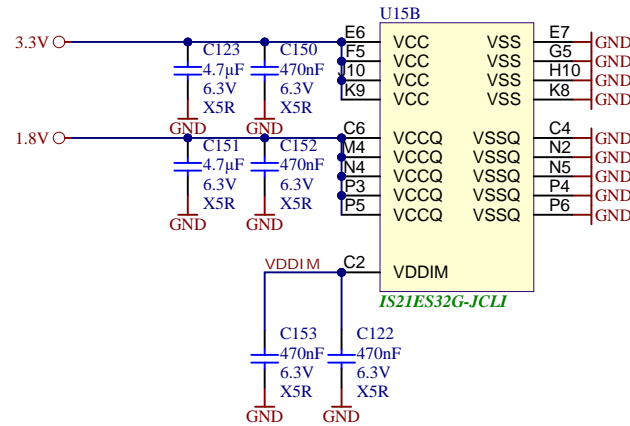 U15B
3.3V
E6 VCC VSS E7 GND
F5 VCC VSS G5 GND
J10 VCC VSS H10 GND
K9 VCC VSS K8 GND
C123 C150
4.7µF 470nF
6.3V 6.3V
X5R X5R
GND GND
1.8V
C6 VCCQ VSSQ C4 GND
M4 VCCQ VSSQ N2 GND
N4 VCCQ VSSQ N5 GND
P3 VCCQ VSSQ P4 GND
P5 VCCQ VSSQ P6 GND
C151 C152
4.7µF 470nF
6.3V 6.3V
X5R X5R
GND GND
VDDIM C2 VDDIM
IS21ES32G-JCLI
C153 C122
470nF 470nF
6.3V 6.3V
X5R X5R
GND GND